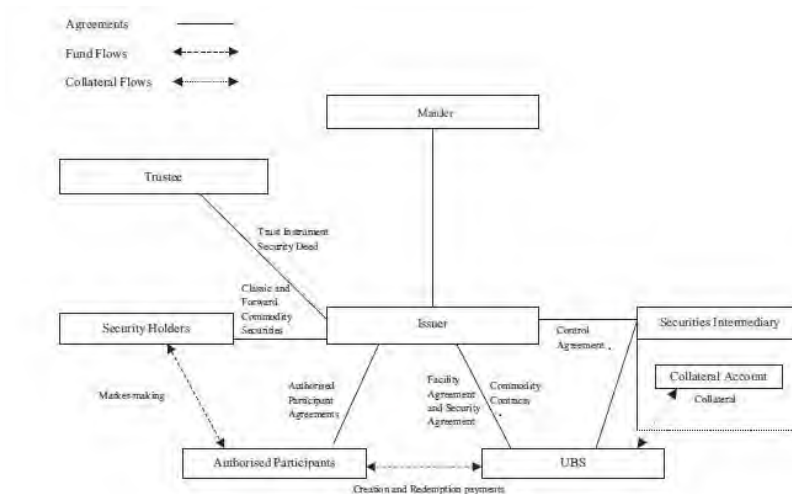 Agreements
Fund Flows
Collateral Flows
Trustee
Trust Instrument
Security Deed
Classic and
Forward
Commodity
Securities
Security Holders
Issuer
Control
Agreement
Securities Intermediary
Collateral Account
Collateral
Market-making
Authorised
Participant
Agreements
Facility
Agreement
and Security
Agreement
Commodity
Contracts
Authorised Participants
UBS
Creation and Redemption payments